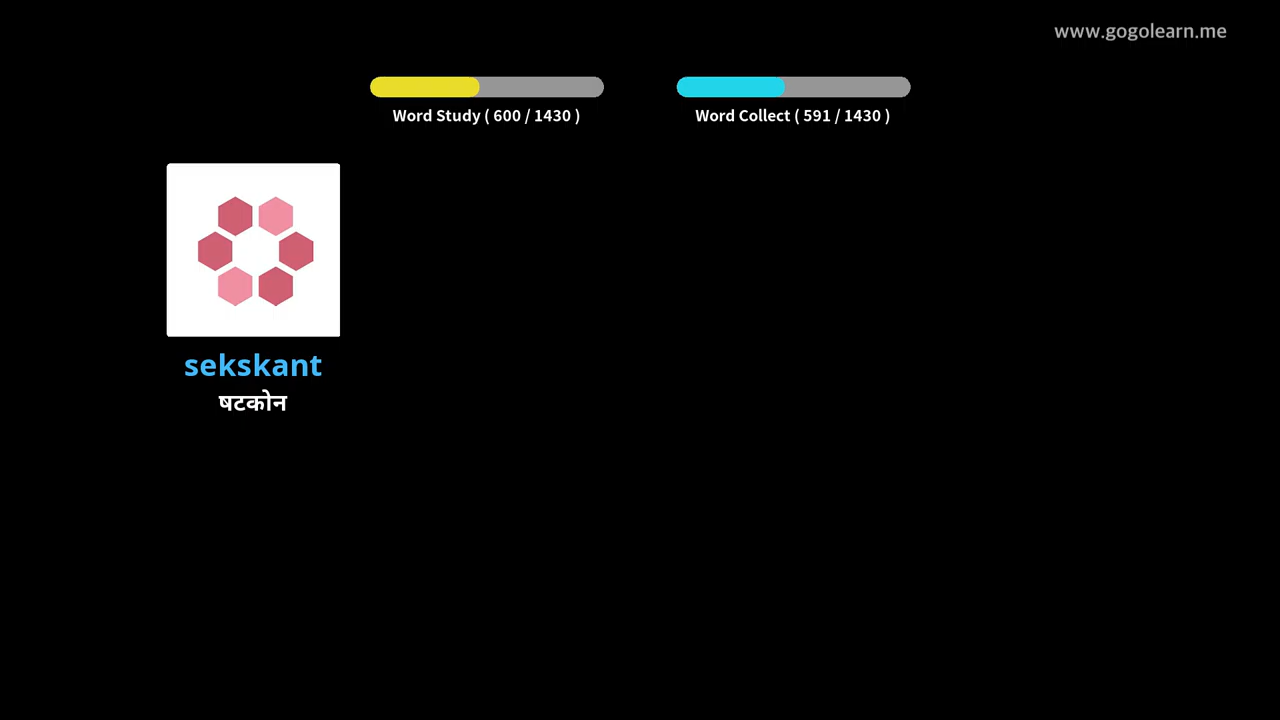 www.gogolearn.me
Word Study ( 600 / 1430 )
Word Collect ( 591 / 1430 )
sekskant
षटकोन